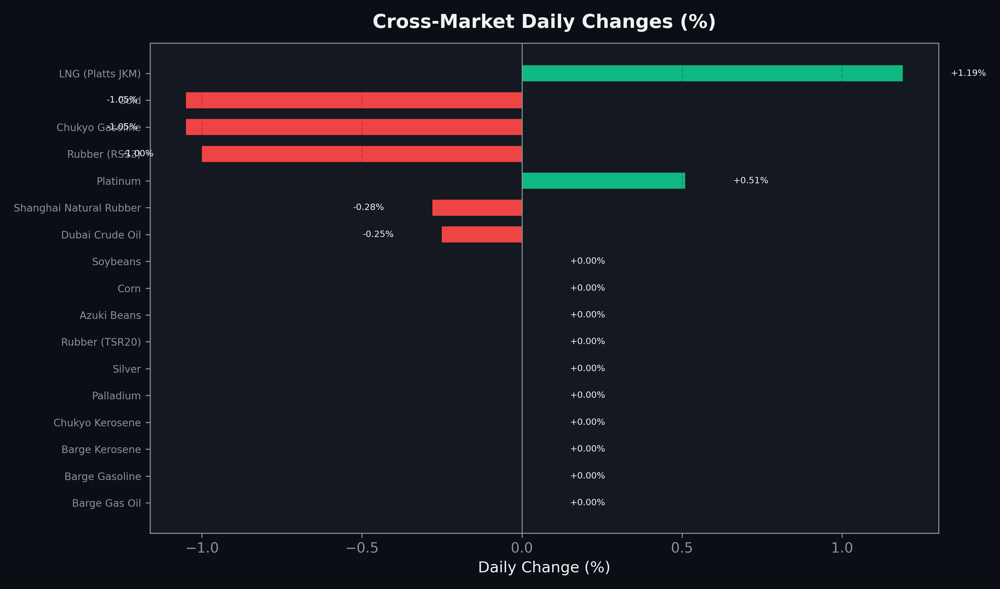 Cross-Market Daily Changes (%)
LNG (Platts JKM) +1.19%
Gold -1.05%
Chukyo Gasoline -1.05%
Rubber (RSS3) -1.00%
Platinum +0.51%
Shanghai Natural Rubber -0.28%
Dubai Crude Oil -0.25%
Soybeans +0.00%
Corn +0.00%
Azuki Beans +0.00%
Rubber (TSR20) +0.00%
Silver +0.00%
Palladium +0.00%
Chukyo Kerosene +0.00%
Barge Kerosene +0.00%
Barge Gasoline +0.00%
Barge Gas Oil +0.00%
−1.0 −0.5 0.0 0.5 1.0
Daily Change (%)